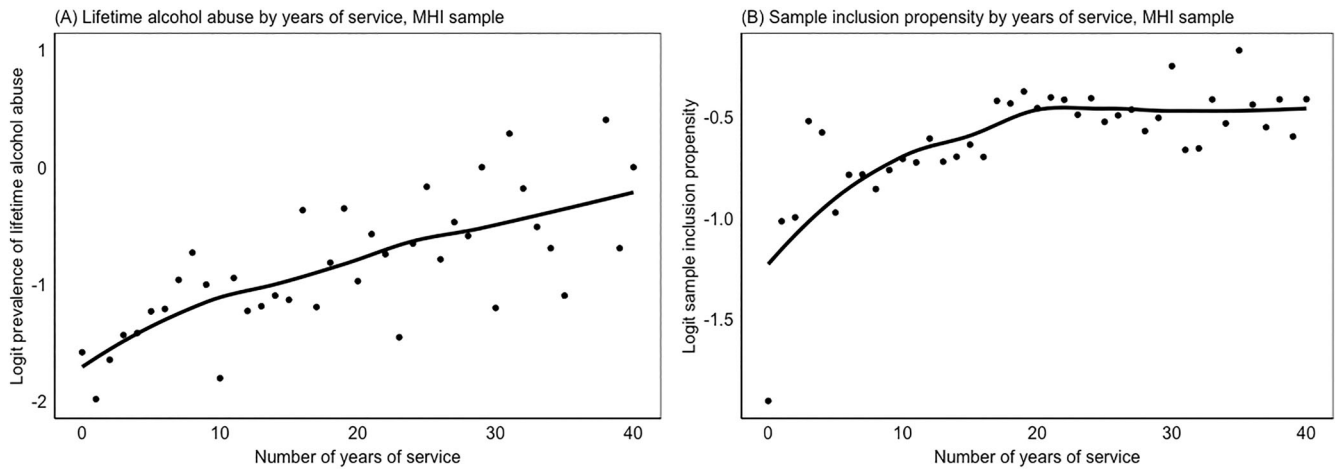 (A) Lifetime alcohol abuse by years of service, MHI sample
Logit prevalence of lifetime alcohol abuse
1
0
-1
-2
0 10 20 30 40
Number of years of service
(B) Sample inclusion propensity by years of service, MHI sample
Logit sample inclusion propensity
-0.5
-1.0
-1.5
0 10 20 30 40
Number of years of service